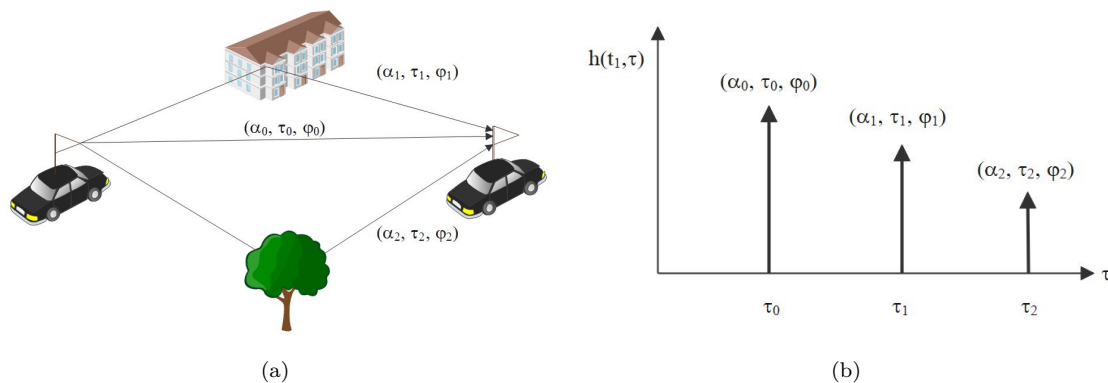 (α₁, τ₁, φ₁)
(α₀, τ₀, φ₀)
(α₂, τ₂, φ₂)
(a)
h(t₁,τ)
(α₀, τ₀, φ₀)
(α₁, τ₁, φ₁)
(α₂, τ₂, φ₂)
τ
τ₀
τ₁
τ₂
(b)